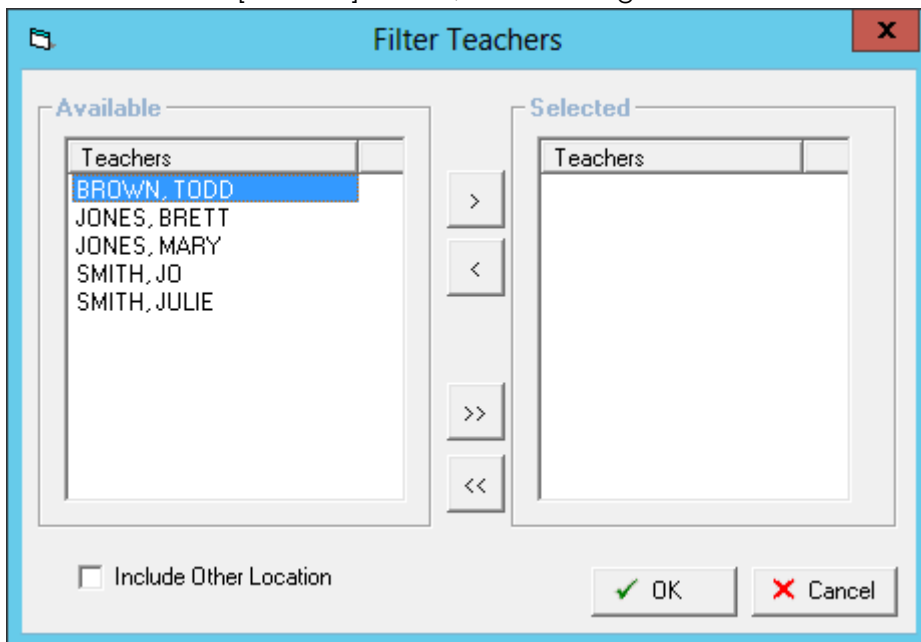 Filter Teachers
x
Available
Teachers
BROWN, TODD
JONES, BRETT
JONES, MARY
SMITH, JO
SMITH, JULIE
>
<
>>
<<
Selected
Teachers
Include Other Location
OK
Cancel